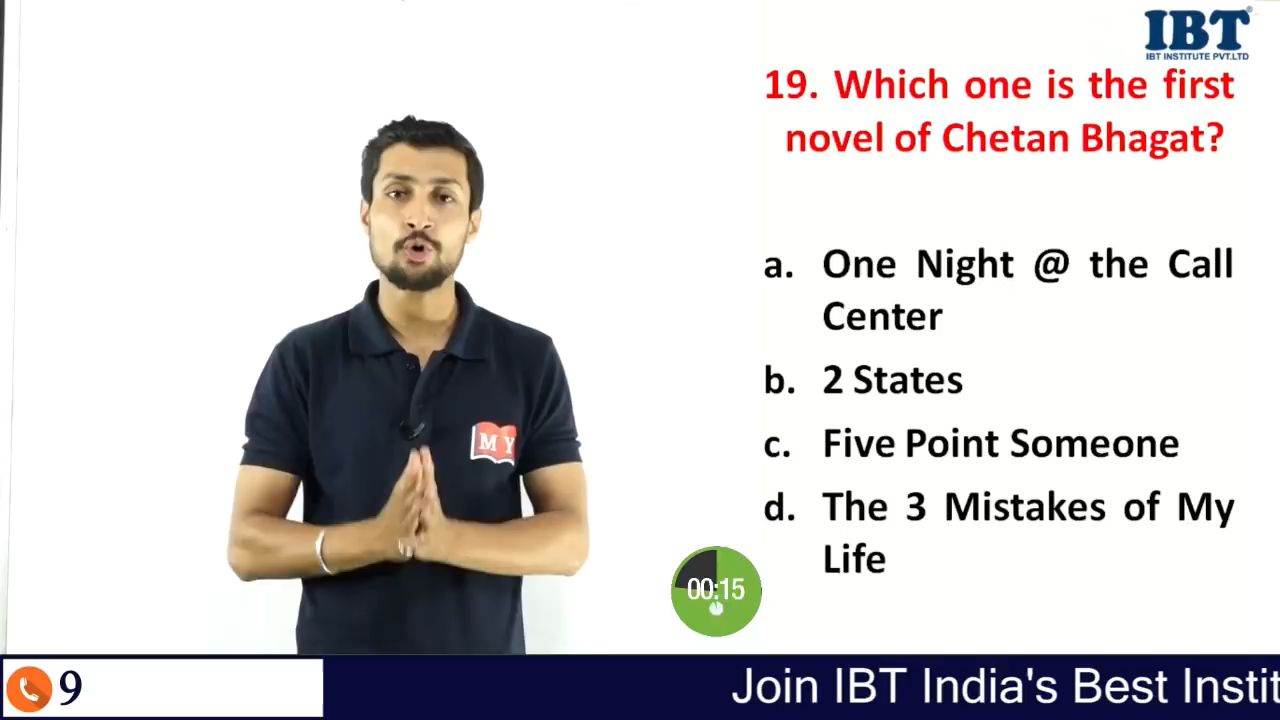 IBT
IBT INSTITUTE PVT.LTD
19. Which one is the first
novel of Chetan Bhagat?
a. One Night @ the Call
Center
b. 2 States
c. Five Point Someone
d. The 3 Mistakes of My
Life
M Y
00:15
9
Join IBT India's Best Instit